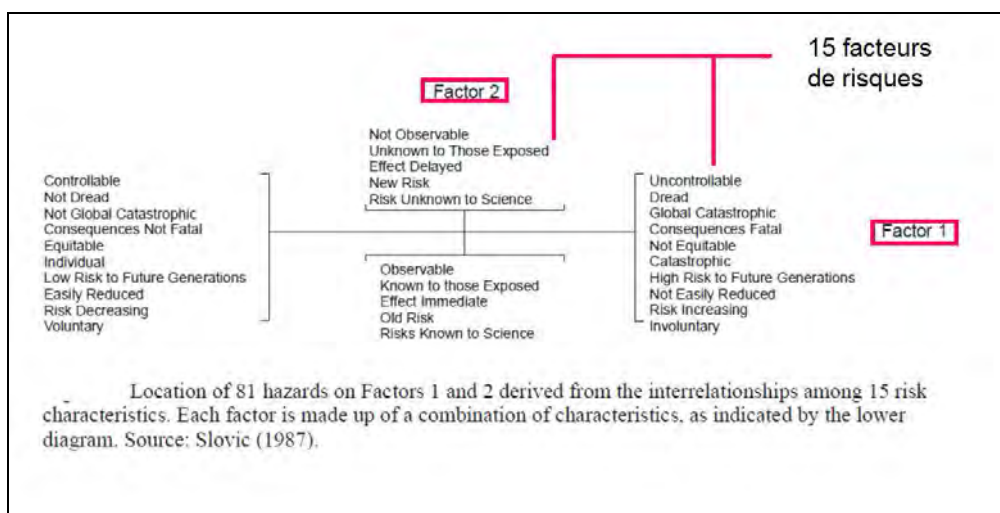 15 facteurs
de risques
Factor 2
Not Observable
Unknown to Those Exposed
Effect Delayed
New Risk
Risk Unknown to Science
Controllable
Not Dread
Not Global Catastrophic
Consequences Not Fatal
Equitable
Individual
Low Risk to Future Generations
Easily Reduced
Risk Decreasing
Voluntary
Uncontrollable
Dread
Global Catastrophic
Consequences Fatal
Not Equitable
Catastrophic
High Risk to Future Generations
Not Easily Reduced
Risk Increasing
Involuntary
Factor 1
Observable
Known to those Exposed
Effect Immediate
Old Risk
Risks Known to Science
Location of 81 hazards on Factors 1 and 2 derived from the interrelationships among 15 risk
characteristics. Each factor is made up of a combination of characteristics, as indicated by the lower
diagram. Source: Slovic (1987).